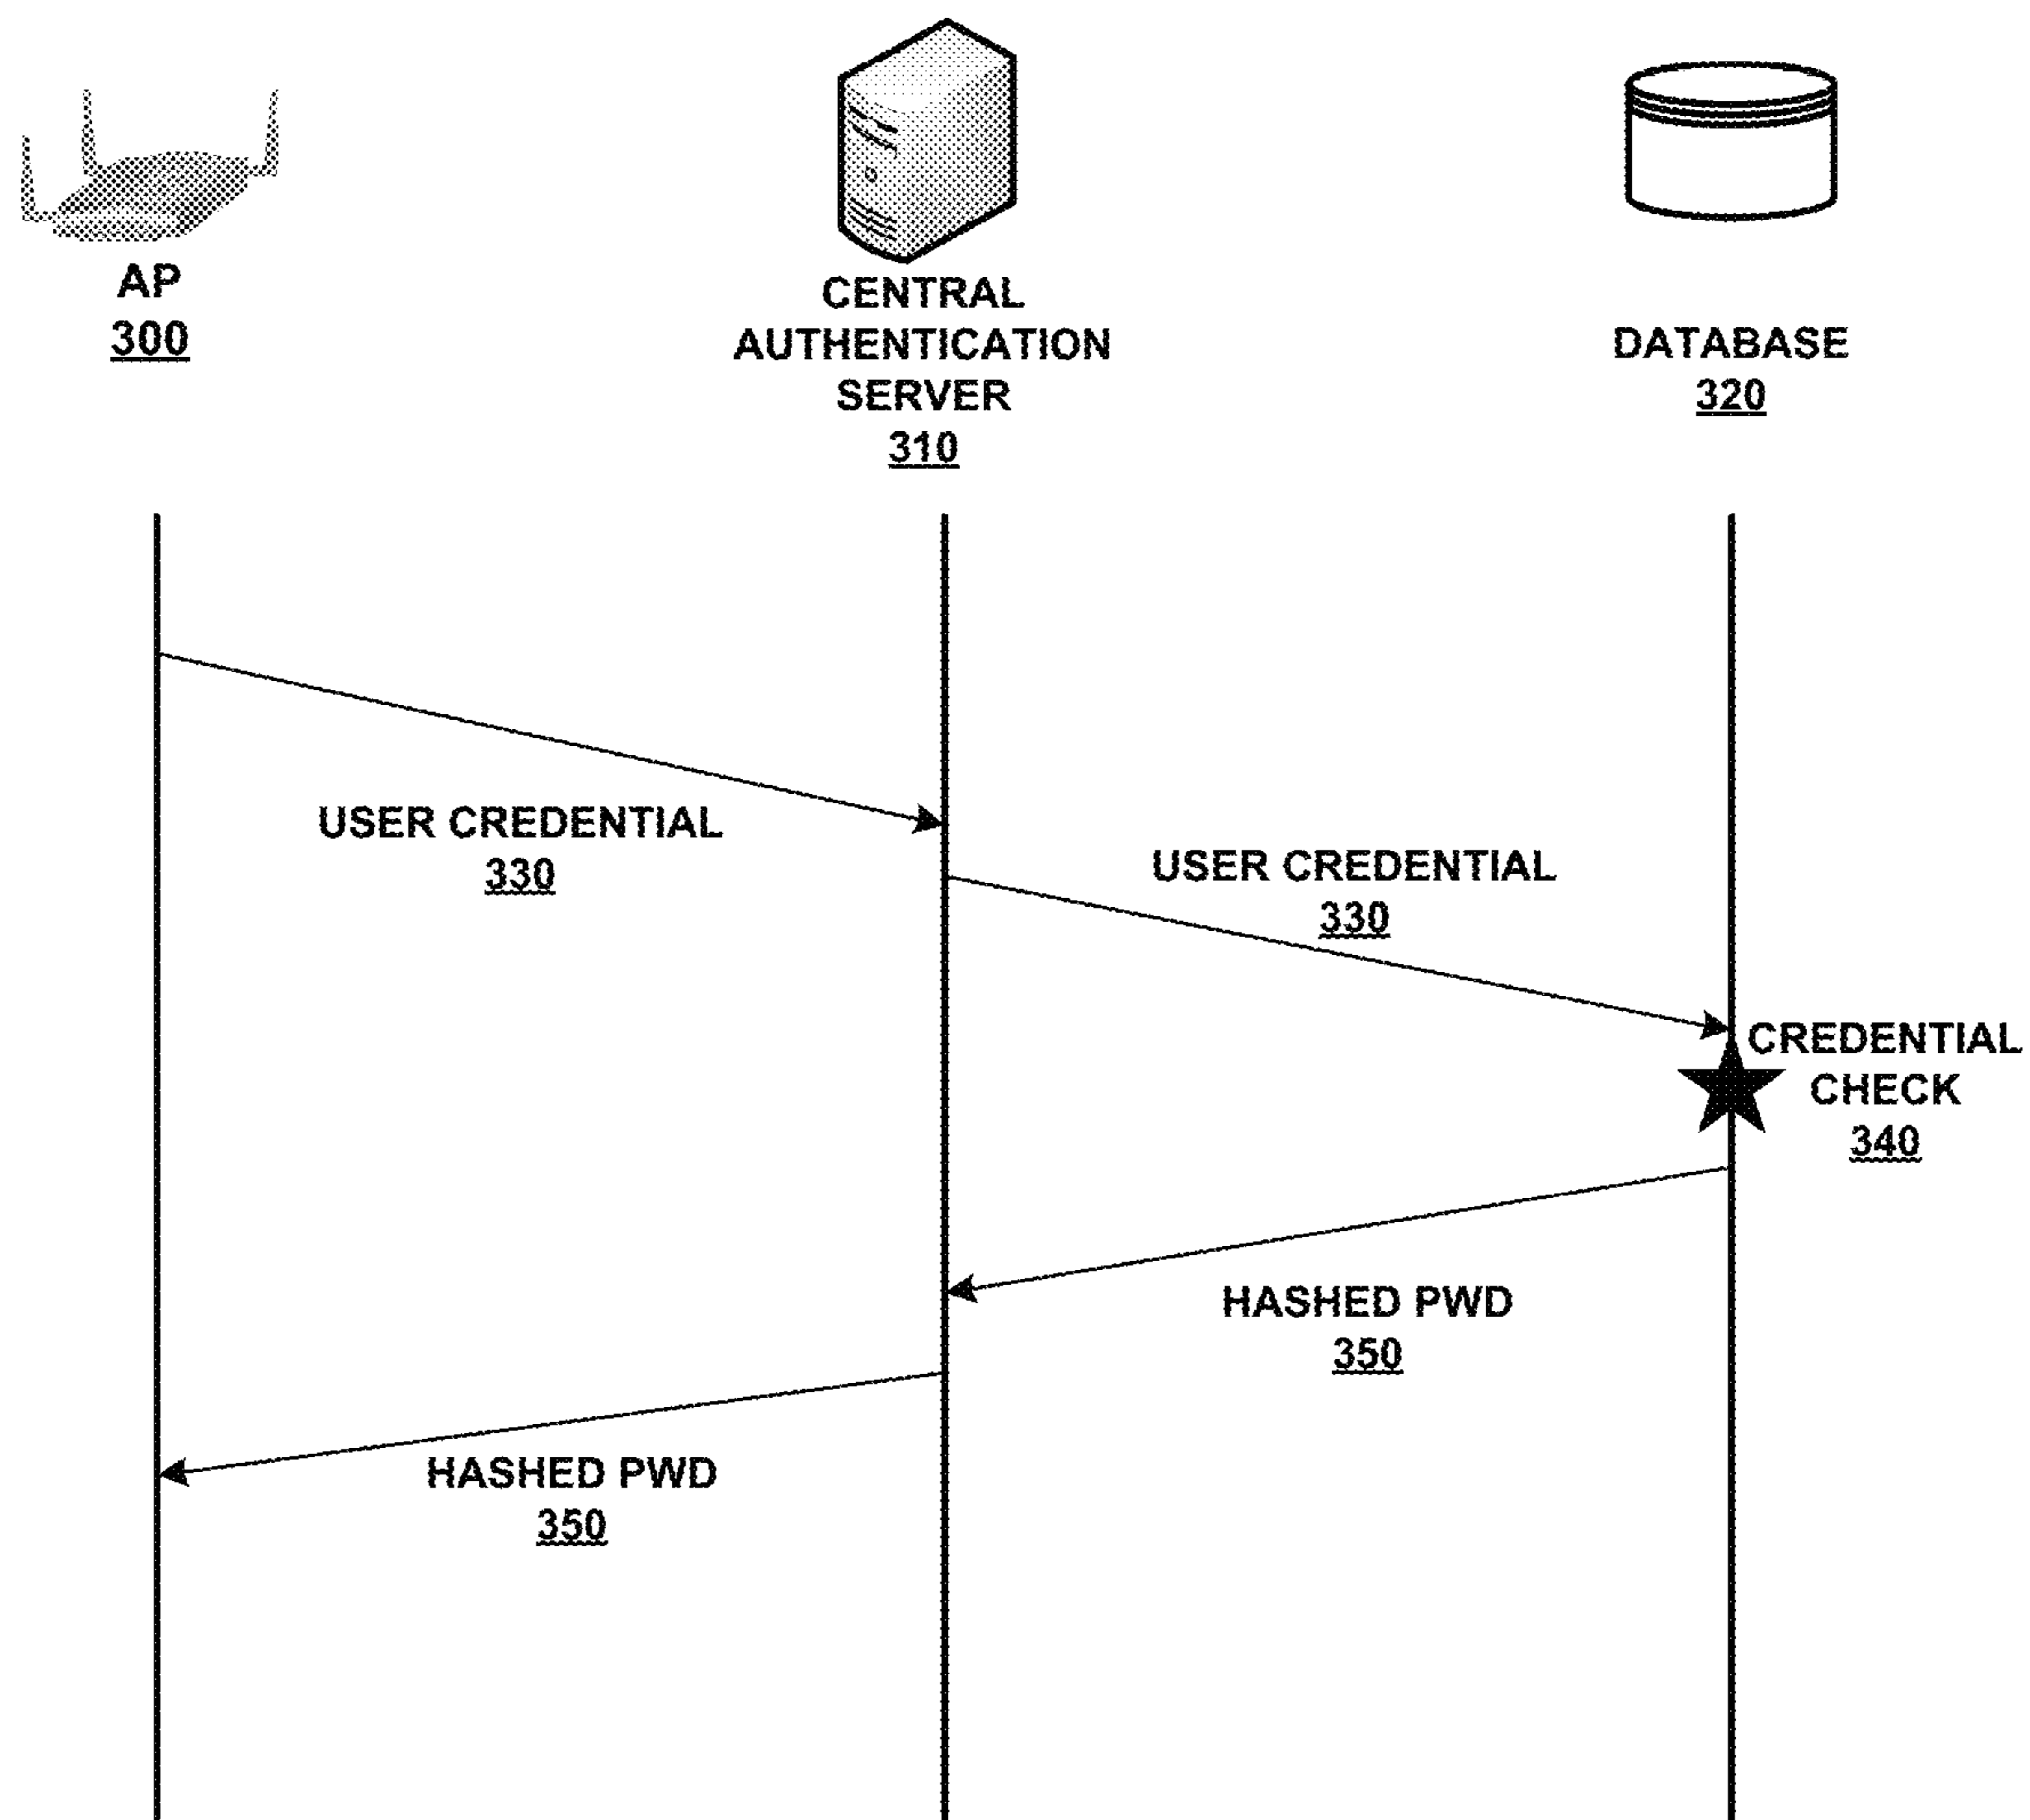 AP
300
CENTRAL
AUTHENTICATION
SERVER
310
DATABASE
320
USER CREDENTIAL
330
USER CREDENTIAL
330
CREDENTIAL
CHECK
340
HASHED PWD
350
HASHED PWD
350